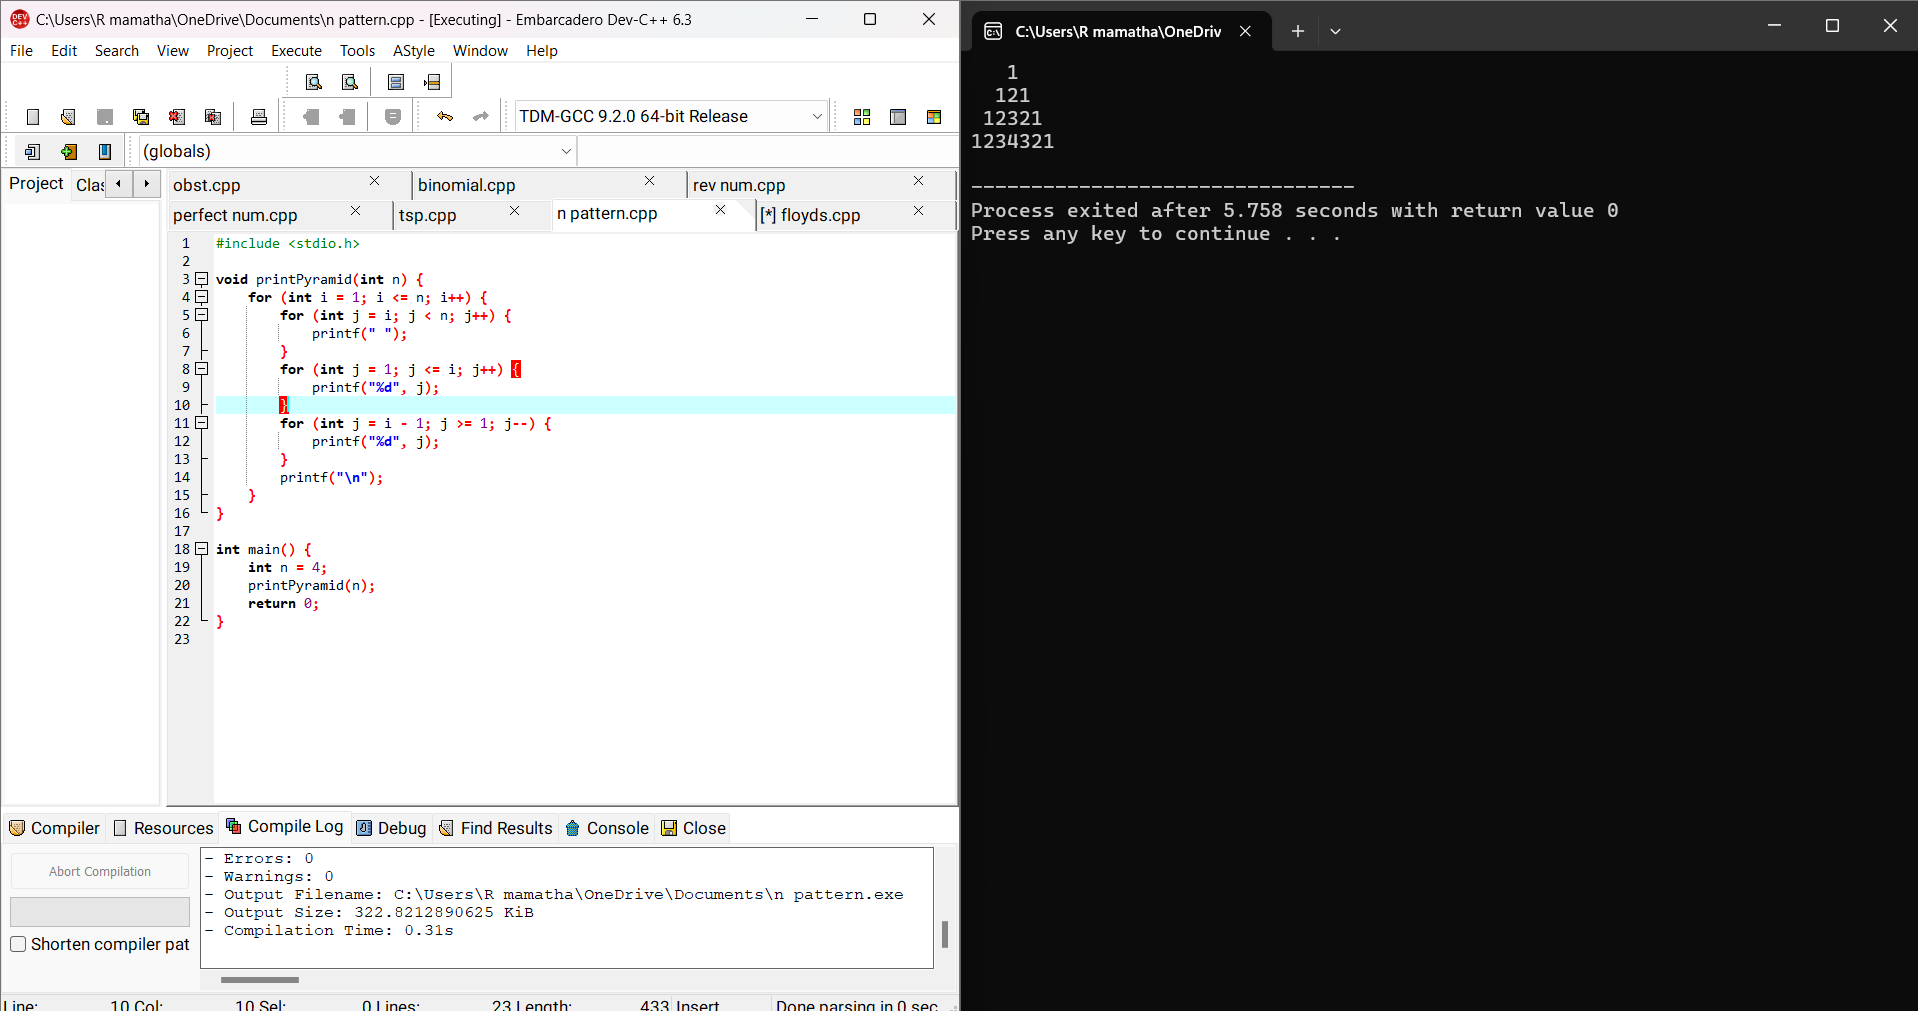 C:\Users\R mamatha\OneDrive\Documents\n pattern.cpp - [Executing] - Embarcadero Dev-C++ 6.3
File Edit Search View Project Execute Tools AStyle Window Help
TDM-GCC 9.2.0 64-bit Release
(globals)
Project Clas
obst.cpp binomial.cpp rev num.cpp
perfect num.cpp tsp.cpp n pattern.cpp [*] floyds.cpp
1 #include <stdio.h>
2
3 void printPyramid(int n) {
4     for (int i = 1; i <= n; i++) {
5         for (int j = i; j < n; j++) {
6             printf(" ");
7         }
8         for (int j = 1; j <= i; j++) {
9             printf("%d", j);
10         }
11         for (int j = i - 1; j >= 1; j--) {
12             printf("%d", j);
13         }
14         printf("\n");
15     }
16 }
17
18 int main() {
19     int n = 4;
20     printPyramid(n);
21     return 0;
22 }
23
Compiler Resources Compile Log Debug Find Results Console Close
Abort Compilation
Shorten compiler pat
- Errors: 0
- Warnings: 0
- Output Filename: C:\Users\R mamatha\OneDrive\Documents\n pattern.exe
- Output Size: 322.8212890625 KiB
- Compilation Time: 0.31s
Line: 10 Col: 10 Sel: 0 Lines: 23 Length: 433 Insert Done parsing in 0 sec
C:\Users\R mamatha\OneDriv
   1
  121
 12321
1234321
--------------------------------
Process exited after 5.758 seconds with return value 0
Press any key to continue . . .